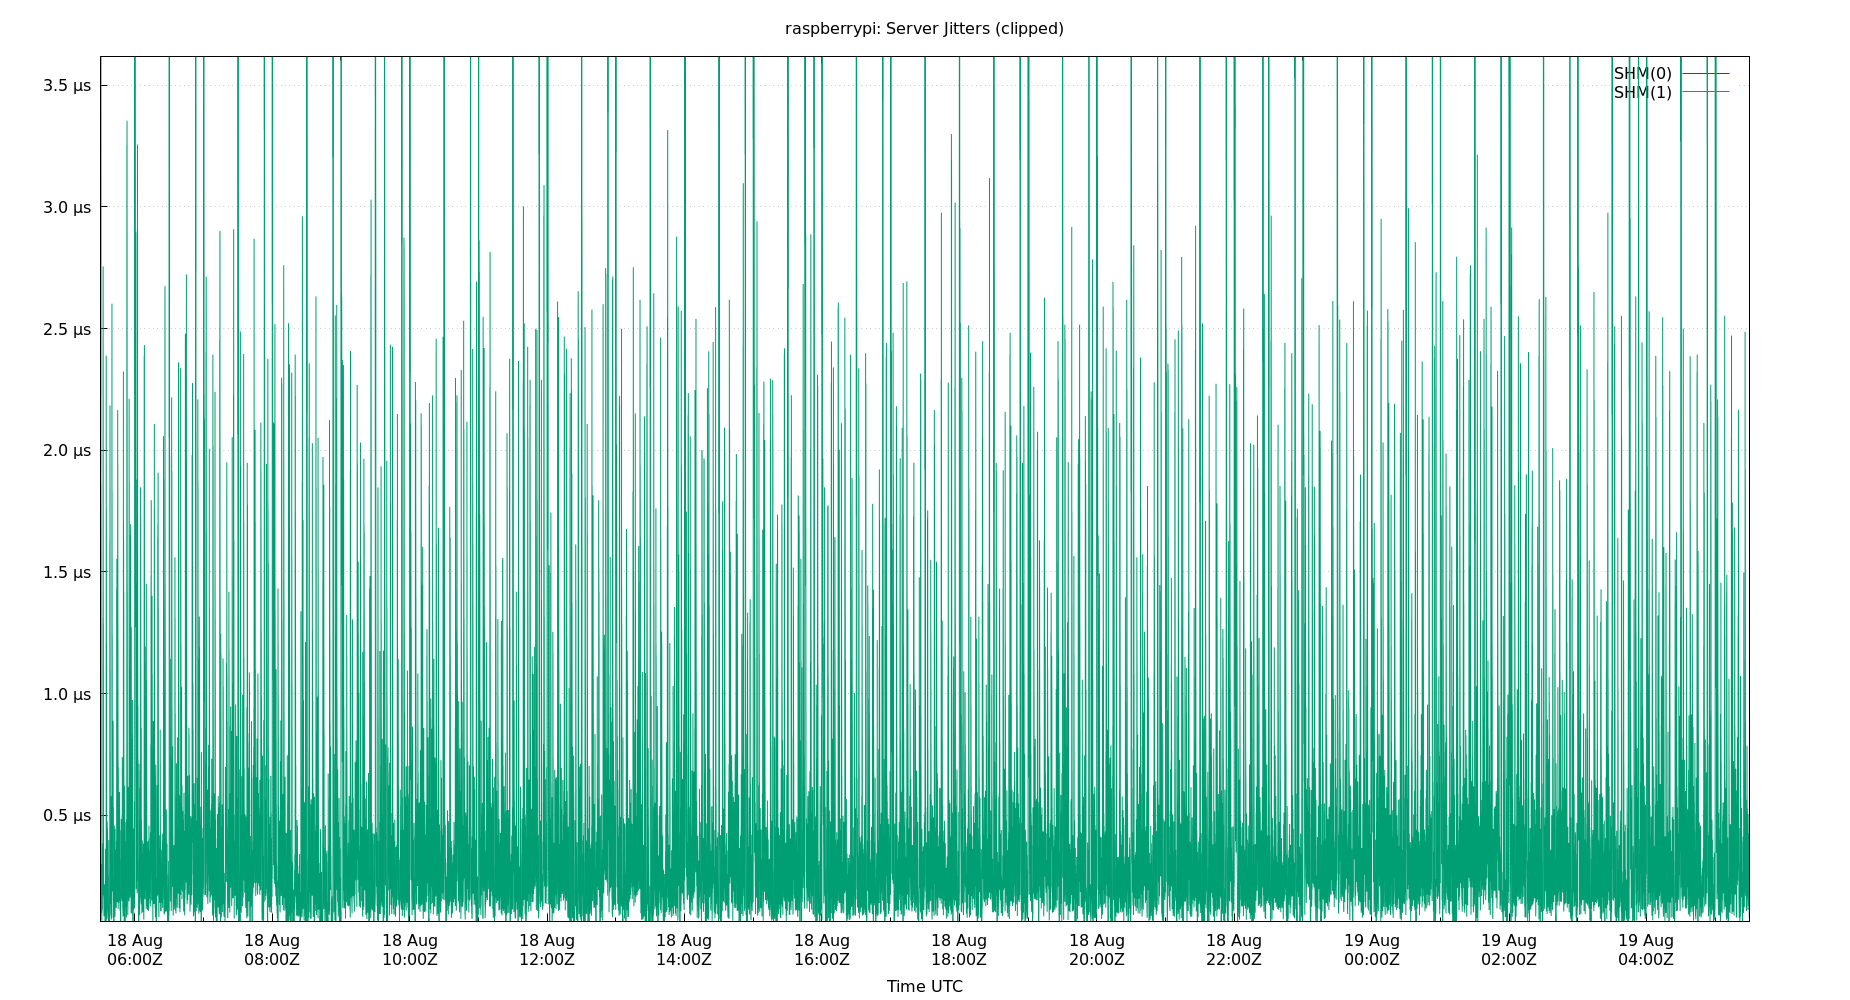 raspberrypi: Server Jitters (clipped)
3.5 µs
3.0 µs
2.5 µs
2.0 µs
1.5 µs
1.0 µs
0.5 µs
SHM(0)
SHM(1)
18 Aug 18 Aug 18 Aug 18 Aug 18 Aug 18 Aug 18 Aug 18 Aug 18 Aug 19 Aug 19 Aug 19 Aug
06:00Z 08:00Z 10:00Z 12:00Z 14:00Z 16:00Z 18:00Z 20:00Z 22:00Z 00:00Z 02:00Z 04:00Z
Time UTC